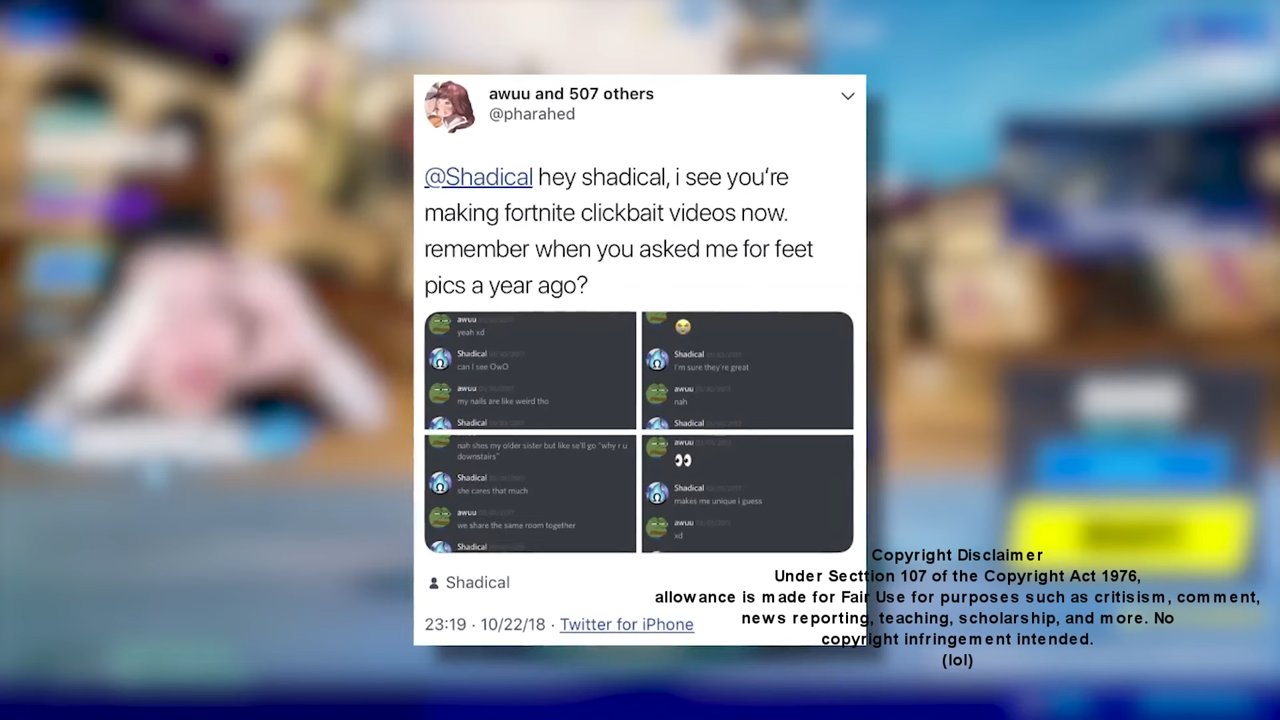 awuu and 507 others
@pharahed
@Shadical hey shadical, i see you're
making fortnite clickbait videos now.
remember when you asked me for feet
pics a year ago?
awuu
yeah xd
Shadical
can I see OwO
awuu
my nails are like weird tho
Shadical
Shadical
I'm sure they're great
awuu
nah
Shadical
nah shes my older sister but like se'll go "why r u
downstairs"
Shadical
she cares that much
awuu
we share the same room together
Shadical
awuu
Shadical
makes me unique i guess
awuu
xd
Shadical
23:19 · 10/22/18 · Twitter for iPhone
Copyright Disclaimer
Under Secttion 107 of the Copyright Act 1976,
allowance is made for Fair Use for purposes such as critisism, comment,
news reporting, teaching, scholarship, and more. No
copyright infringement intended.
(lol)